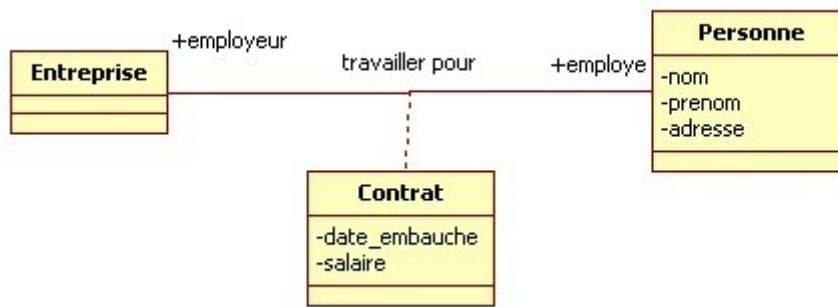 Entreprise
+employeur
travailler pour
+employe
Personne
-nom
-prenom
-adresse
Contrat
-date_embauche
-salaire